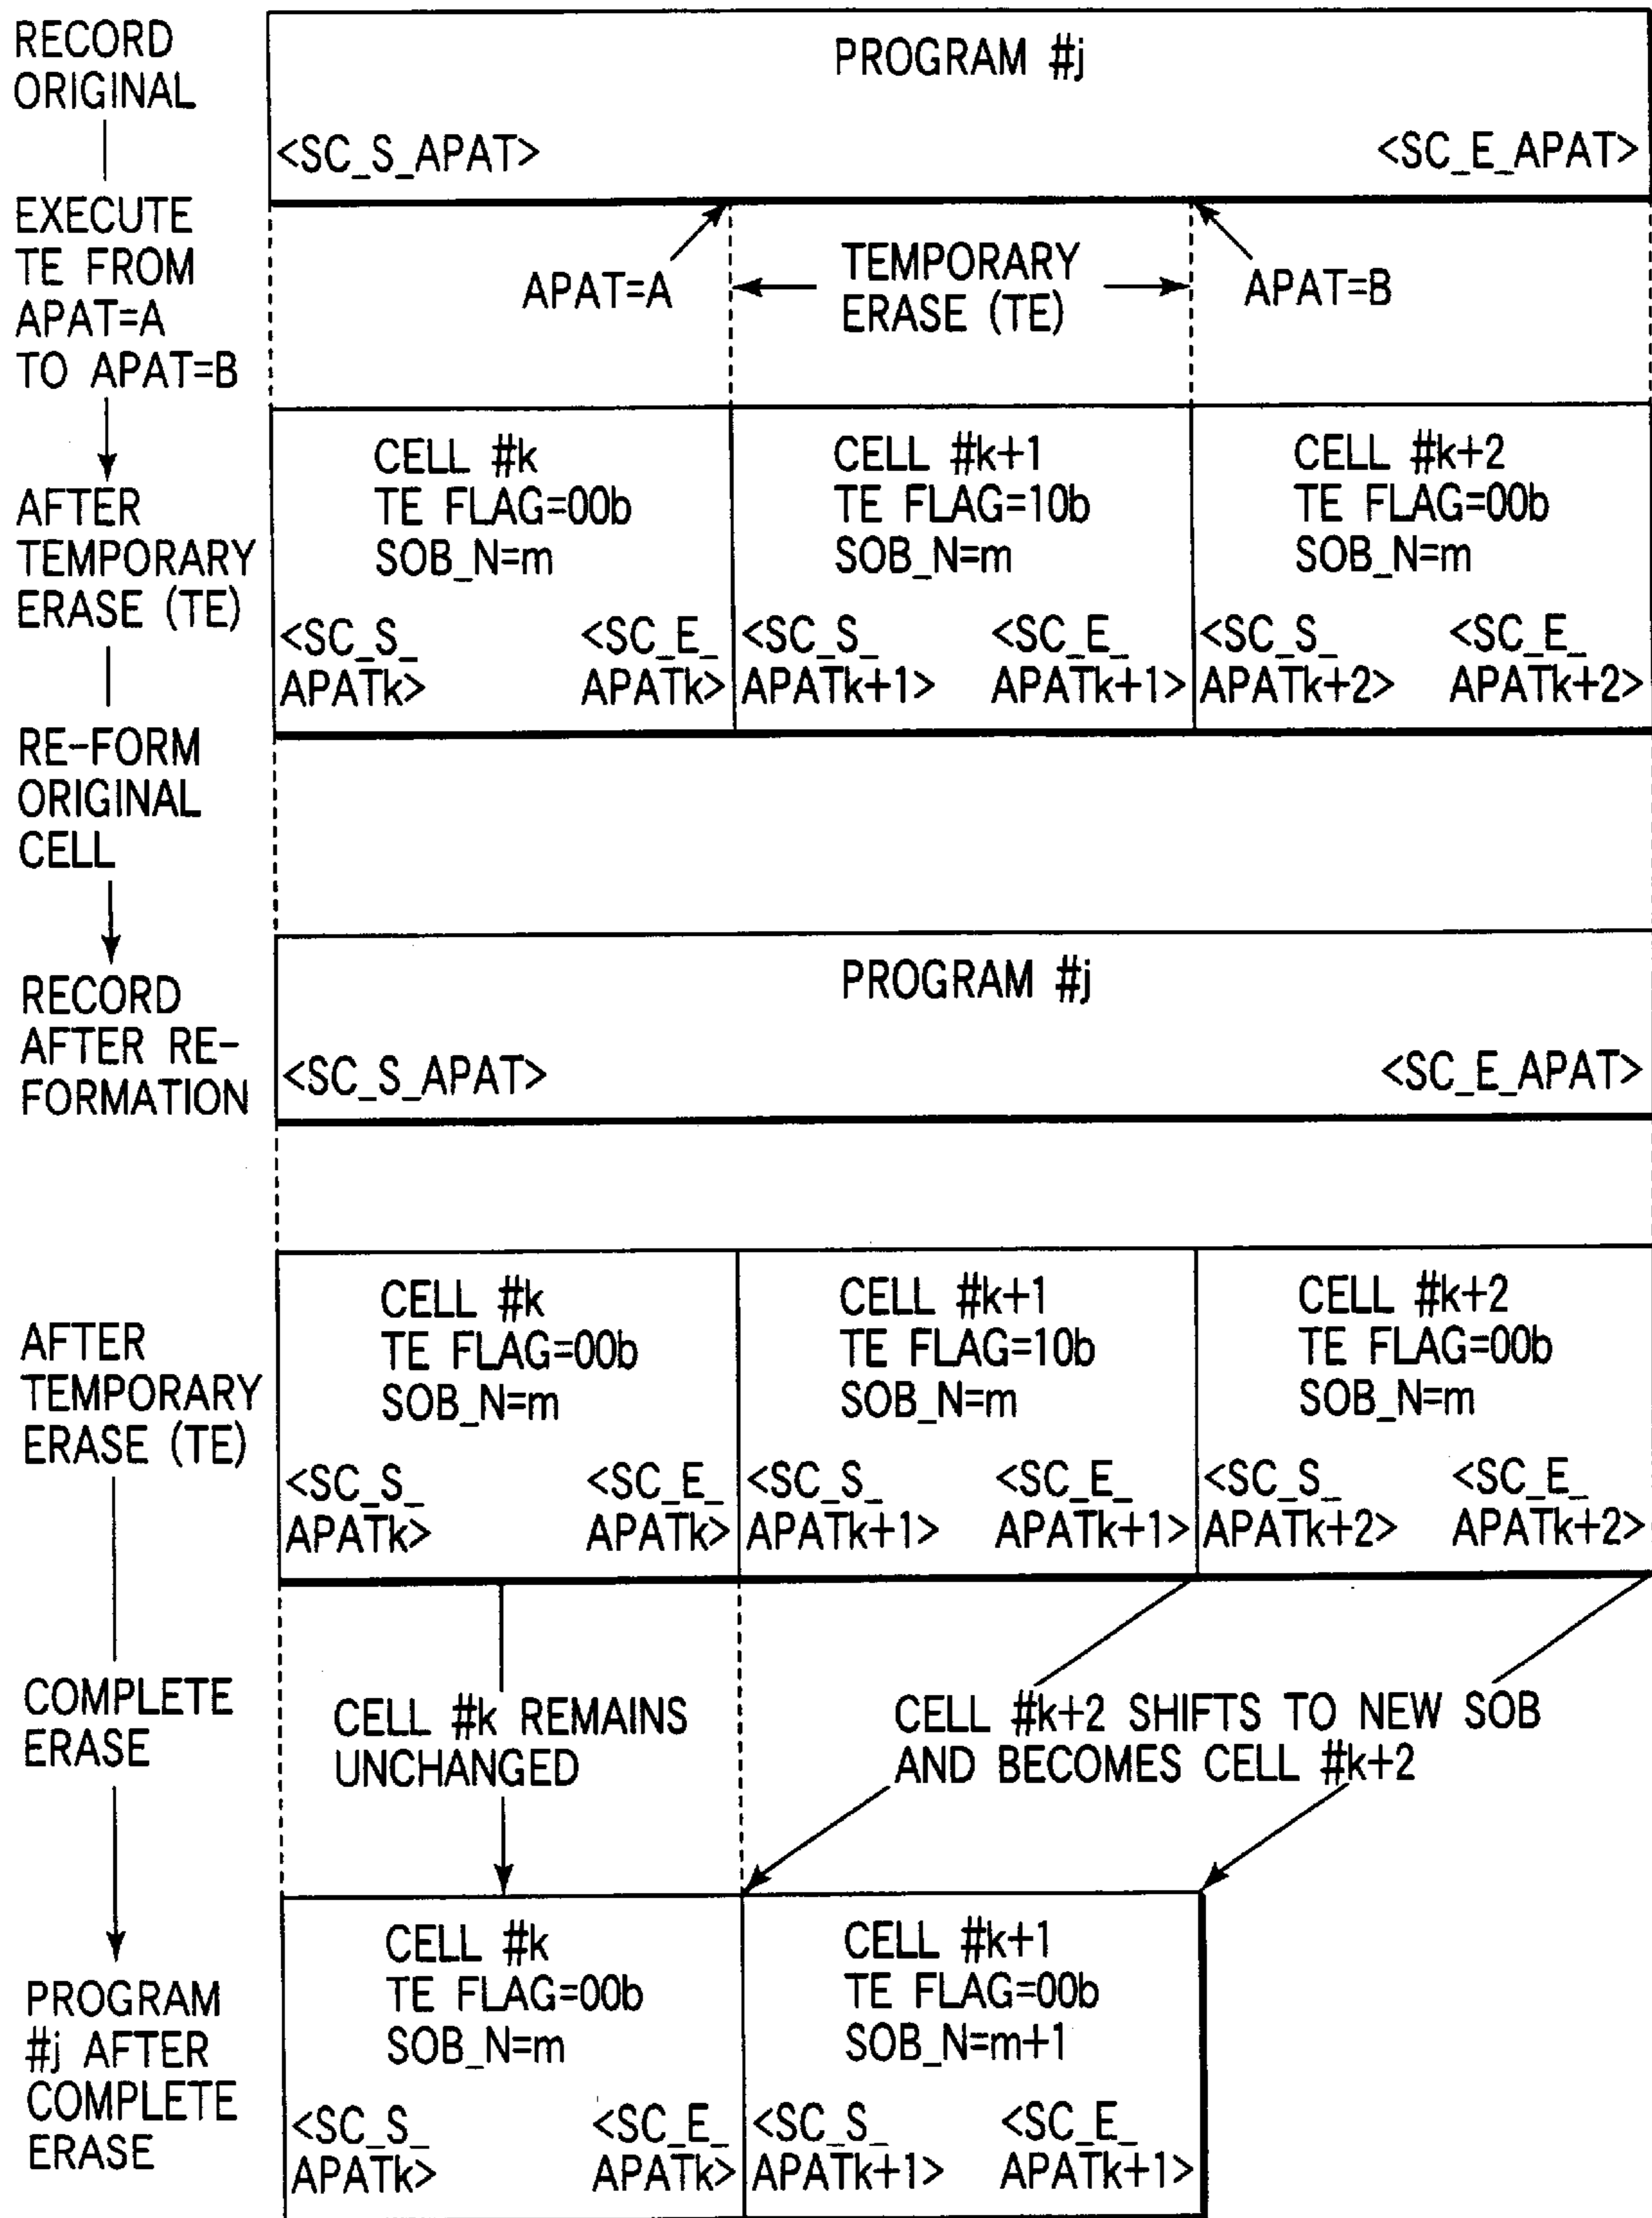 RECORD
ORIGINAL
PROGRAM #j
<SC_S_APAT>
<SC_E_APAT>
EXECUTE
TE FROM
APAT=A
TO APAT=B
APAT=A
TEMPORARY
ERASE (TE)
APAT=B
AFTER
TEMPORARY
ERASE (TE)
CELL #k
TE FLAG=00b
SOB_N=m
<SC_S_
APATk>
<SC_E_
APATk>
CELL #k+1
TE FLAG=10b
SOB_N=m
<SC_S_
APATk+1>
<SC_E_
APATk+1>
CELL #k+2
TE FLAG=00b
SOB_N=m
<SC_S_
APATk+2>
<SC_E_
APATk+2>
RE-FORM
ORIGINAL
CELL
RECORD
AFTER RE-
FORMATION
PROGRAM #j
<SC_S_APAT>
<SC_E_APAT>
AFTER
TEMPORARY
ERASE (TE)
CELL #k
TE FLAG=00b
SOB_N=m
<SC_S_
APATk>
<SC_E_
APATk>
CELL #k+1
TE FLAG=10b
SOB_N=m
<SC_S_
APATk+1>
<SC_E_
APATk+1>
CELL #k+2
TE FLAG=00b
SOB_N=m
<SC_S_
APATk+2>
<SC_E_
APATk+2>
COMPLETE
ERASE
CELL #k REMAINS
UNCHANGED
CELL #k+2 SHIFTS TO NEW SOB
AND BECOMES CELL #k+2
PROGRAM
#j AFTER
COMPLETE
ERASE
CELL #k
TE FLAG=00b
SOB_N=m
<SC_S_
APATk>
<SC_E_
APATk>
CELL #k+1
TE FLAG=00b
SOB_N=m+1
<SC_S_
APATk+1>
<SC_E_
APATk+1>